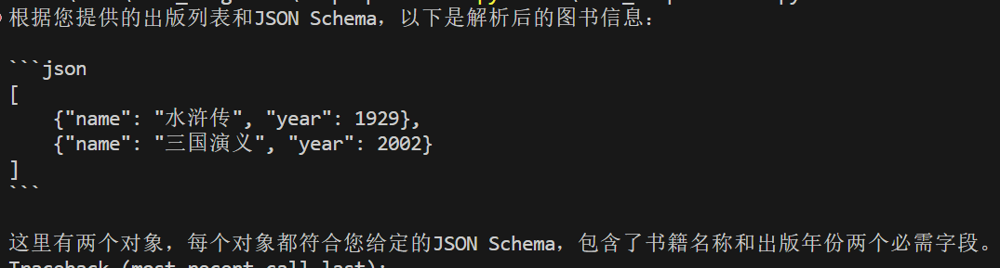 根据您提供的出版列表和JSON Schema，以下是解析后的图书信息：
```json
[
    {"name": "水浒传", "year": 1929},
    {"name": "三国演义", "year": 2002}
]
```
这里有两个对象，每个对象都符合您给定的JSON Schema，包含了书籍名称和出版年份两个必需字段。
Traceback (most recent call last):